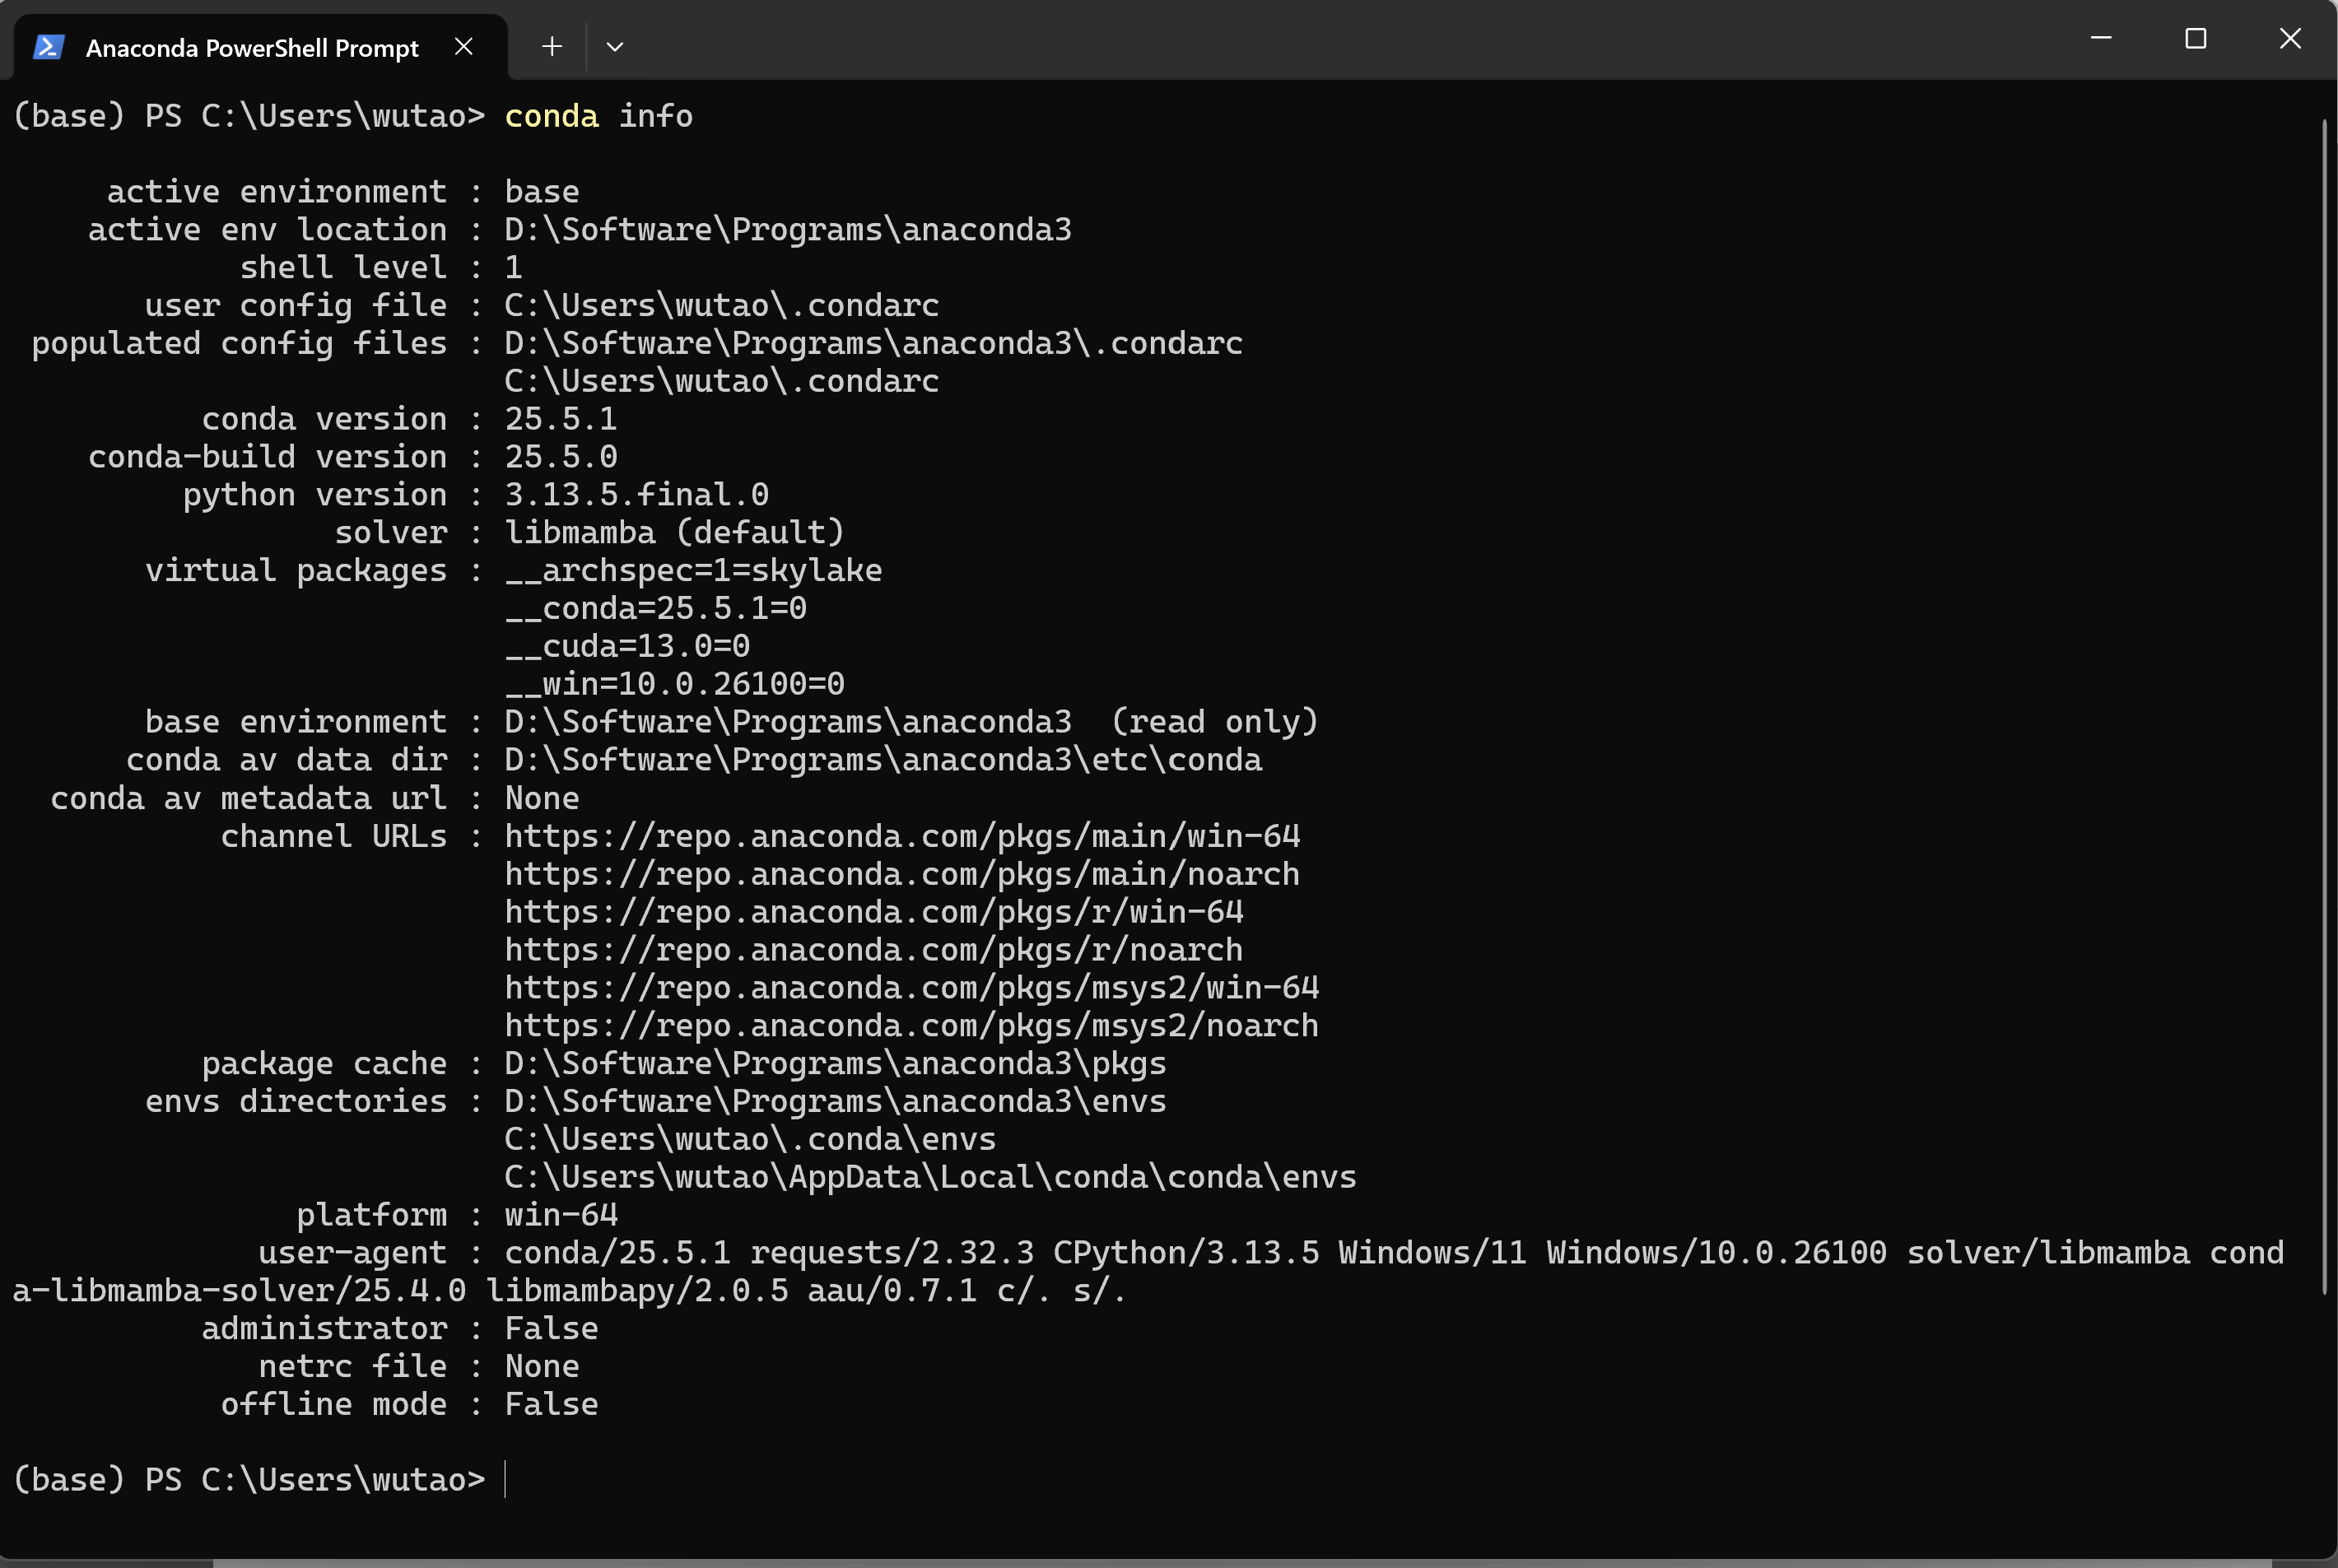 Anaconda PowerShell Prompt
(base) PS C:\Users\wutao> conda info
active environment : base
active env location : D:\Software\Programs\anaconda3
shell level : 1
user config file : C:\Users\wutao\.condarc
populated config files : D:\Software\Programs\anaconda3\.condarc
C:\Users\wutao\.condarc
conda version : 25.5.1
conda-build version : 25.5.0
python version : 3.13.5.final.0
solver : libmamba (default)
virtual packages : __archspec=1=skylake
__conda=25.5.1=0
__cuda=13.0=0
__win=10.0.26100=0
base environment : D:\Software\Programs\anaconda3  (read only)
conda av data dir : D:\Software\Programs\anaconda3\etc\conda
conda av metadata url : None
channel URLs : https://repo.anaconda.com/pkgs/main/win-64
https://repo.anaconda.com/pkgs/main/noarch
https://repo.anaconda.com/pkgs/r/win-64
https://repo.anaconda.com/pkgs/r/noarch
https://repo.anaconda.com/pkgs/msys2/win-64
https://repo.anaconda.com/pkgs/msys2/noarch
package cache : D:\Software\Programs\anaconda3\pkgs
envs directories : D:\Software\Programs\anaconda3\envs
C:\Users\wutao\.conda\envs
C:\Users\wutao\AppData\Local\conda\conda\envs
platform : win-64
user-agent : conda/25.5.1 requests/2.32.3 CPython/3.13.5 Windows/11 Windows/10.0.26100 solver/libmamba cond
a-libmamba-solver/25.4.0 libmambapy/2.0.5 aau/0.7.1 c/. s/.
administrator : False
netrc file : None
offline mode : False
(base) PS C:\Users\wutao>